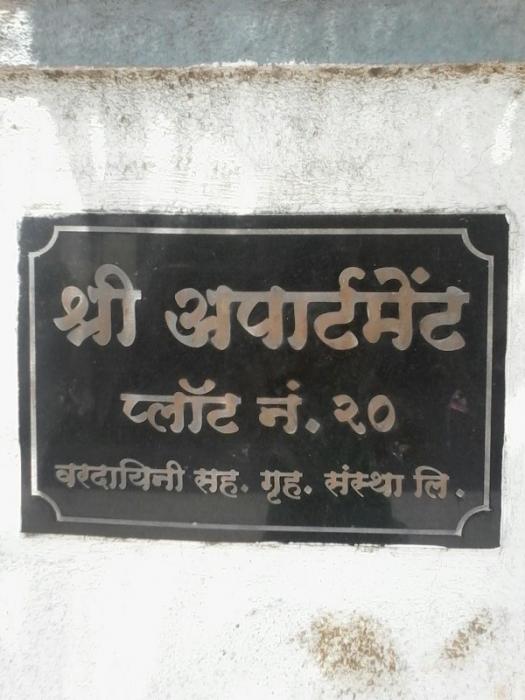 श्री अपार्टमेंट
प्लॉट नं. २०
वरदायिनी सह. गृह. संस्था लि.